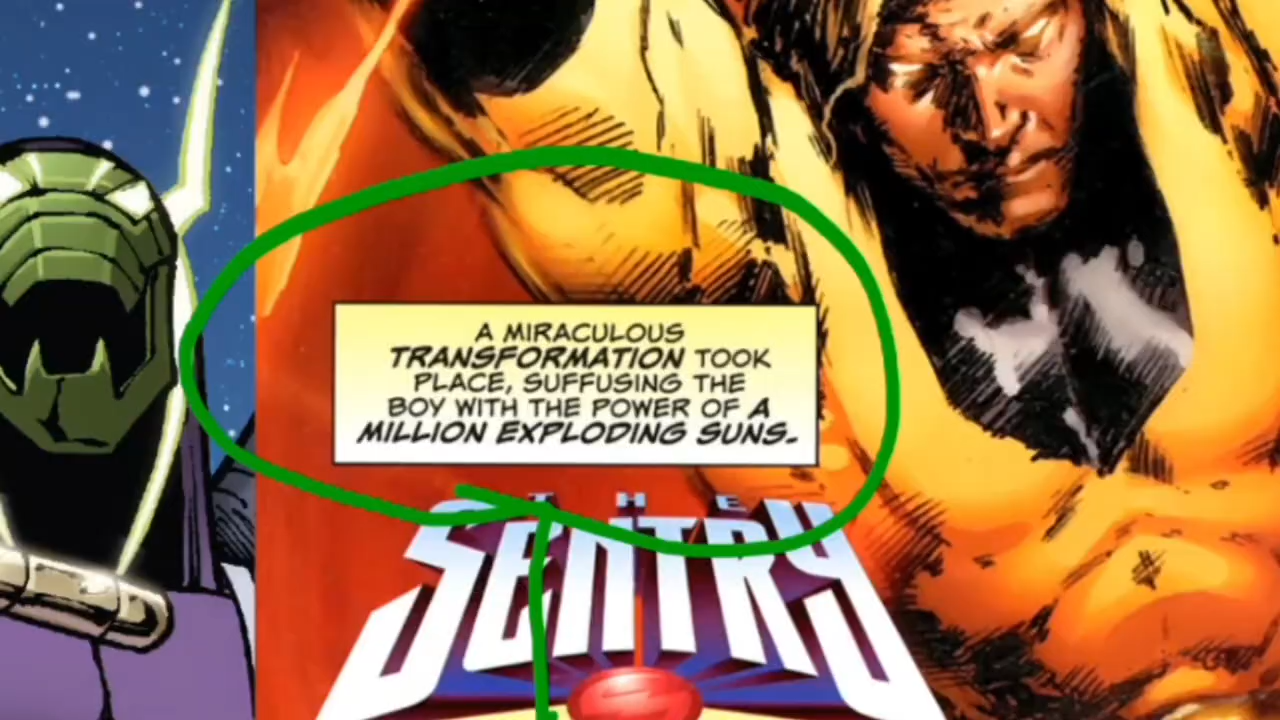 A MIRACULOUS
TRANSFORMATION TOOK
PLACE, SUFFUSING THE
BOY WITH THE POWER OF A
MILLION EXPLODING SUNS.
THE
SENTRY